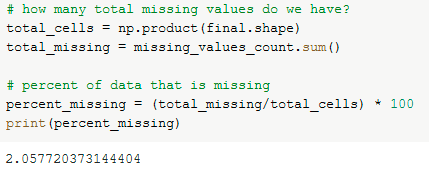 # how many total missing values do we have?
total_cells = np.product(final.shape)
total_missing = missing_values_count.sum()
# percent of data that is missing
percent_missing = (total_missing/total_cells) * 100
print(percent_missing)
2.057720373144404